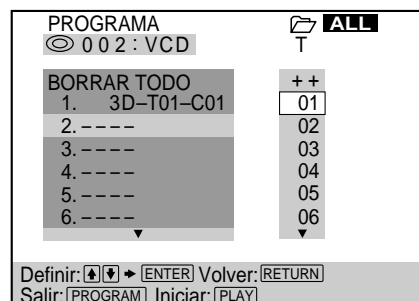 PROGRAMA ALL
002:VCD T
BORRAR TODO ++
1. 3D–T01–C01 01
2. –––– 02
3. –––– 03
4. –––– 04
5. –––– 05
6. –––– 06
Definir: ENTER Volver: RETURN
Salir: PROGRAM Iniciar: PLAY